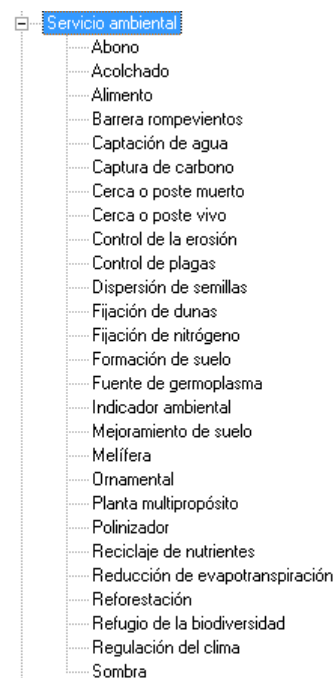 Servicio ambiental
Abono
Acolchado
Alimento
Barrera rompevientos
Captación de agua
Captura de carbono
Cerca o poste muerto
Cerca o poste vivo
Control de la erosión
Control de plagas
Dispersión de semillas
Fijación de dunas
Fijación de nitrógeno
Formación de suelo
Fuente de germoplasma
Indicador ambiental
Mejoramiento de suelo
Melífera
Ornamental
Planta multipropósito
Polinizador
Reciclaje de nutrientes
Reducción de evapotranspiración
Reforestación
Refugio de la biodiversidad
Regulación del clima
Sombra